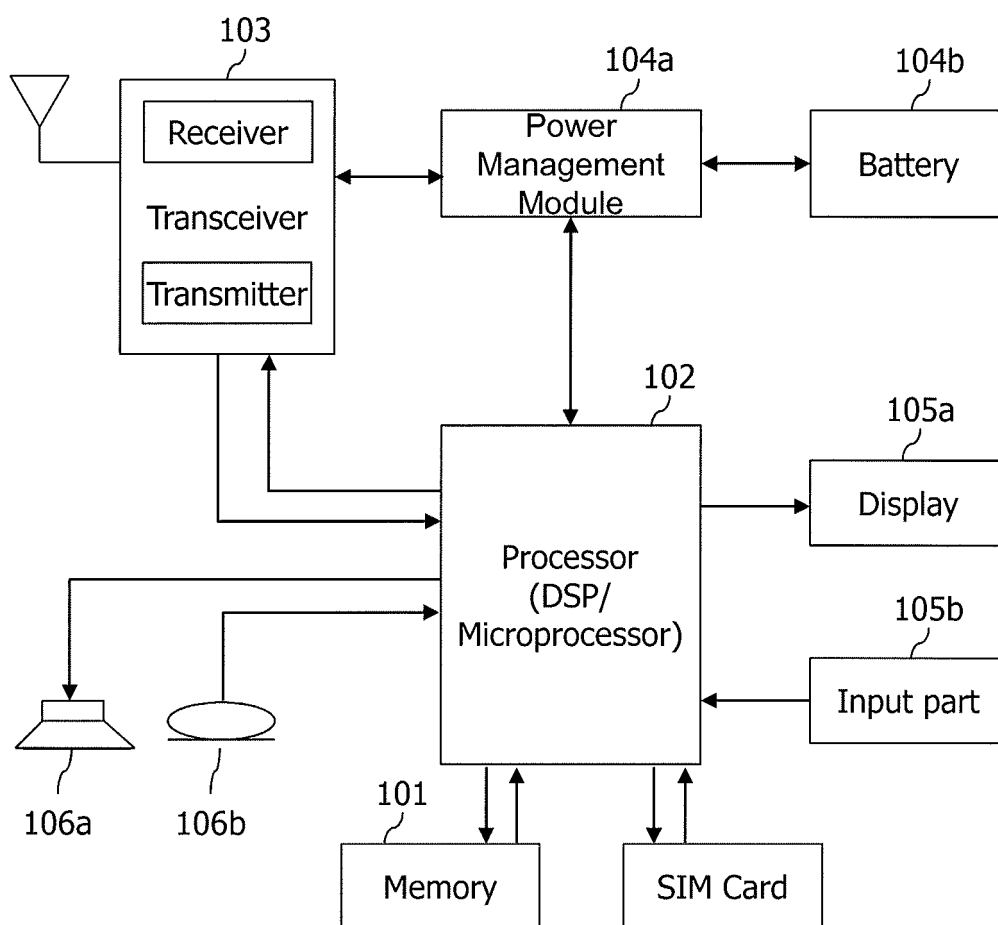 103
104a
104b
Receiver
Transceiver
Transmitter
Power
Management
Module
Battery
102
105a
Processor
(DSP/
Microprocessor)
Display
105b
Input part
106a
106b
101
Memory
SIM Card